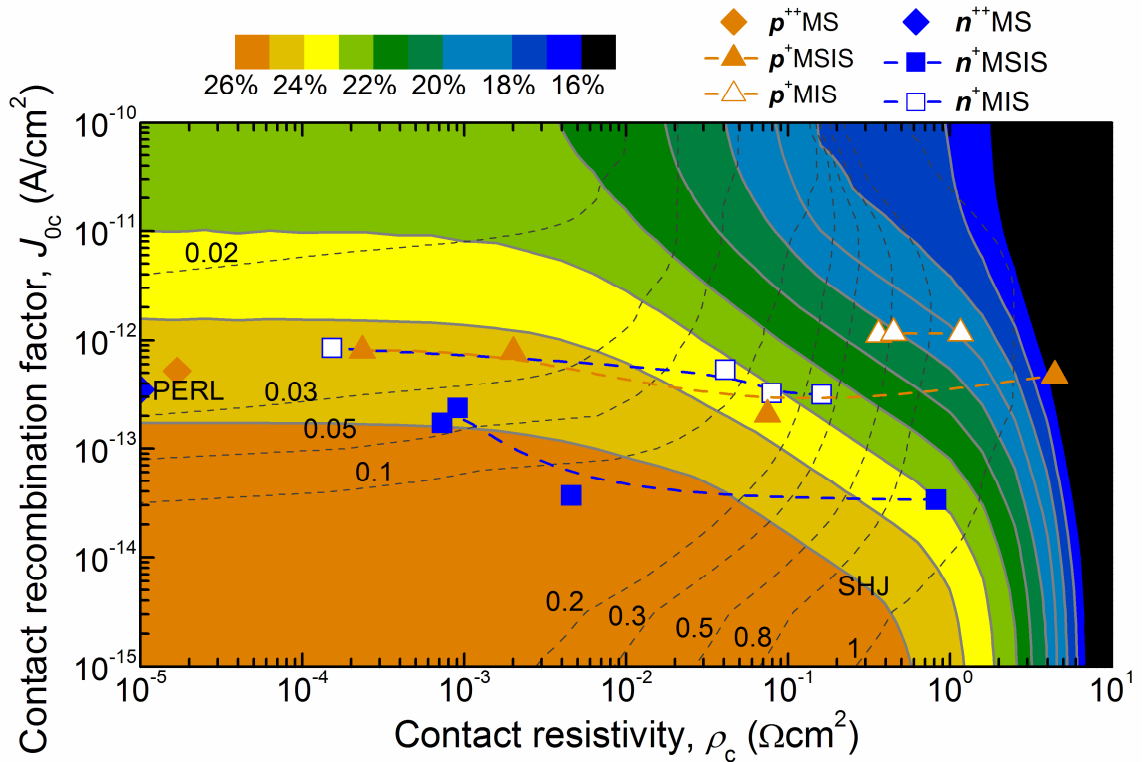 p++MS
n++MS
p+MSIS
n+MSIS
p+MIS
n+MIS
26% 24% 22% 20% 18% 16%
Contact recombination factor, J0c (A/cm2)
10-10
10-11
10-12
10-13
10-14
10-15
0.02
PERL
0.03
0.05
0.1
0.2
0.3
0.5
0.8
1
SHJ
10-5 10-4 10-3 10-2 10-1 100 101
Contact resistivity, ρc (Ωcm2)